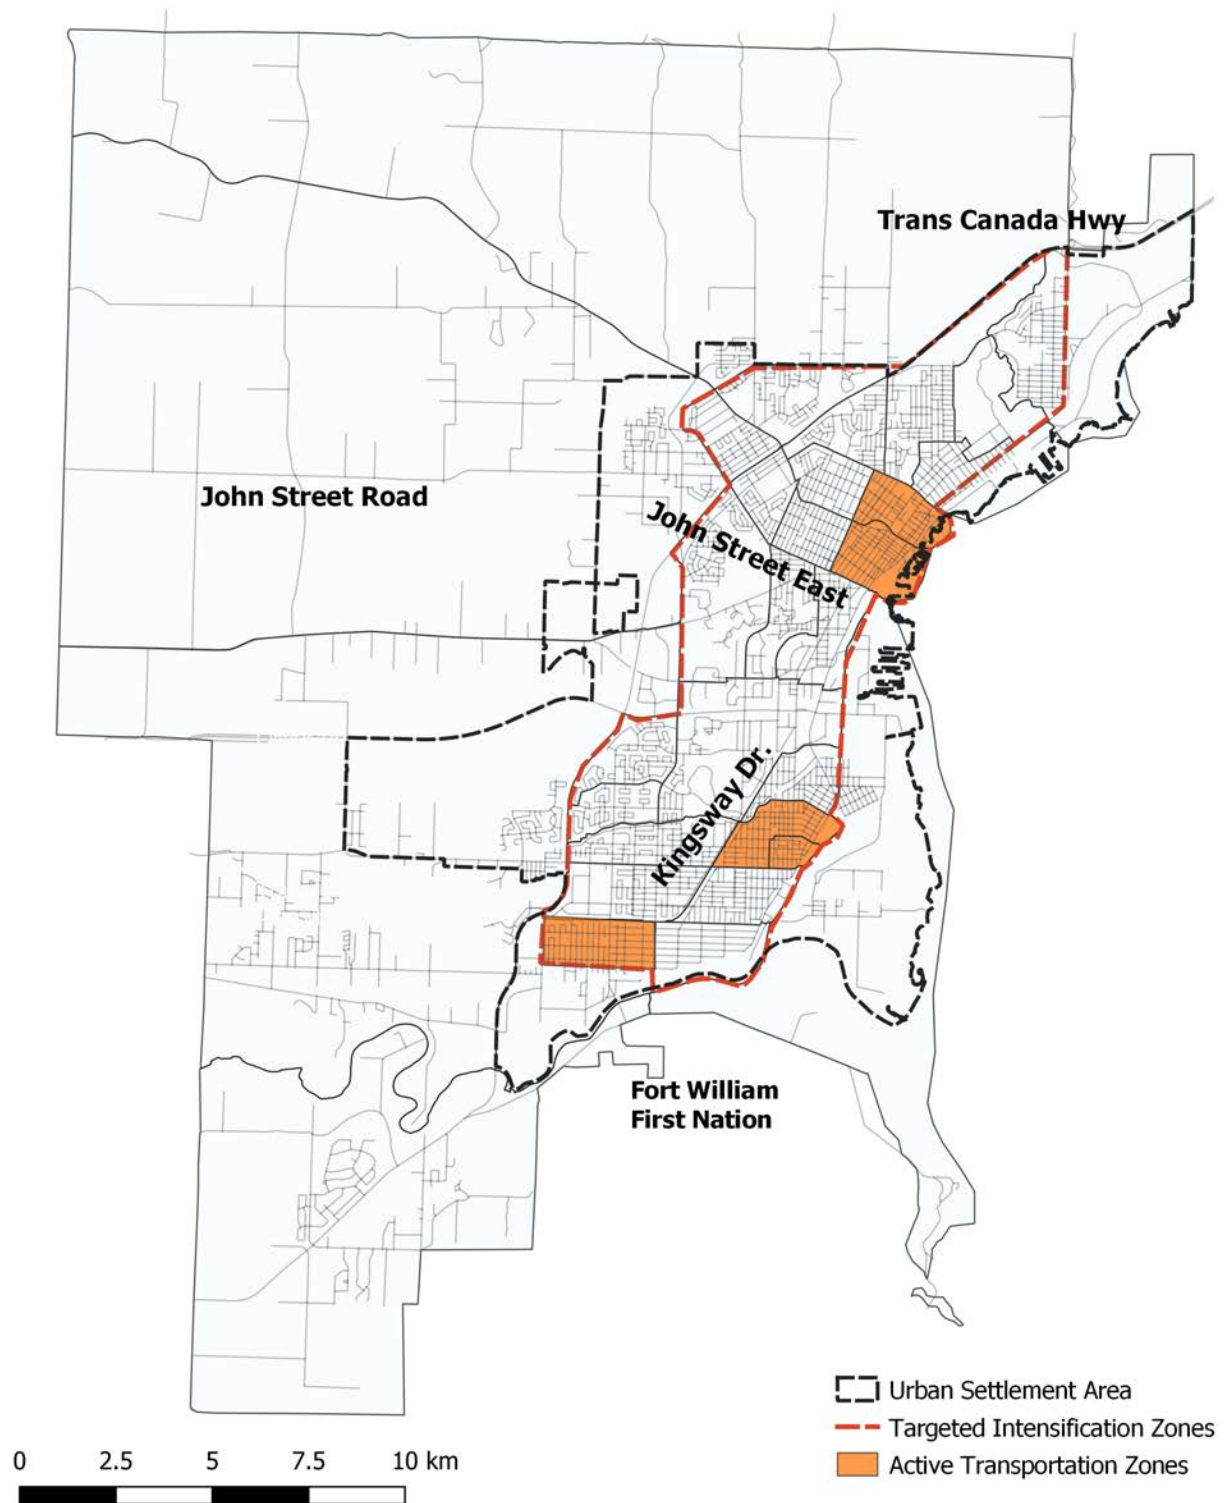 Trans Canada Hwy
John Street Road
John Street East
Kingsway Dr.
Fort William
First Nation
Urban Settlement Area
Targeted Intensification Zones
Active Transportation Zones
0 2.5 5 7.5 10 km